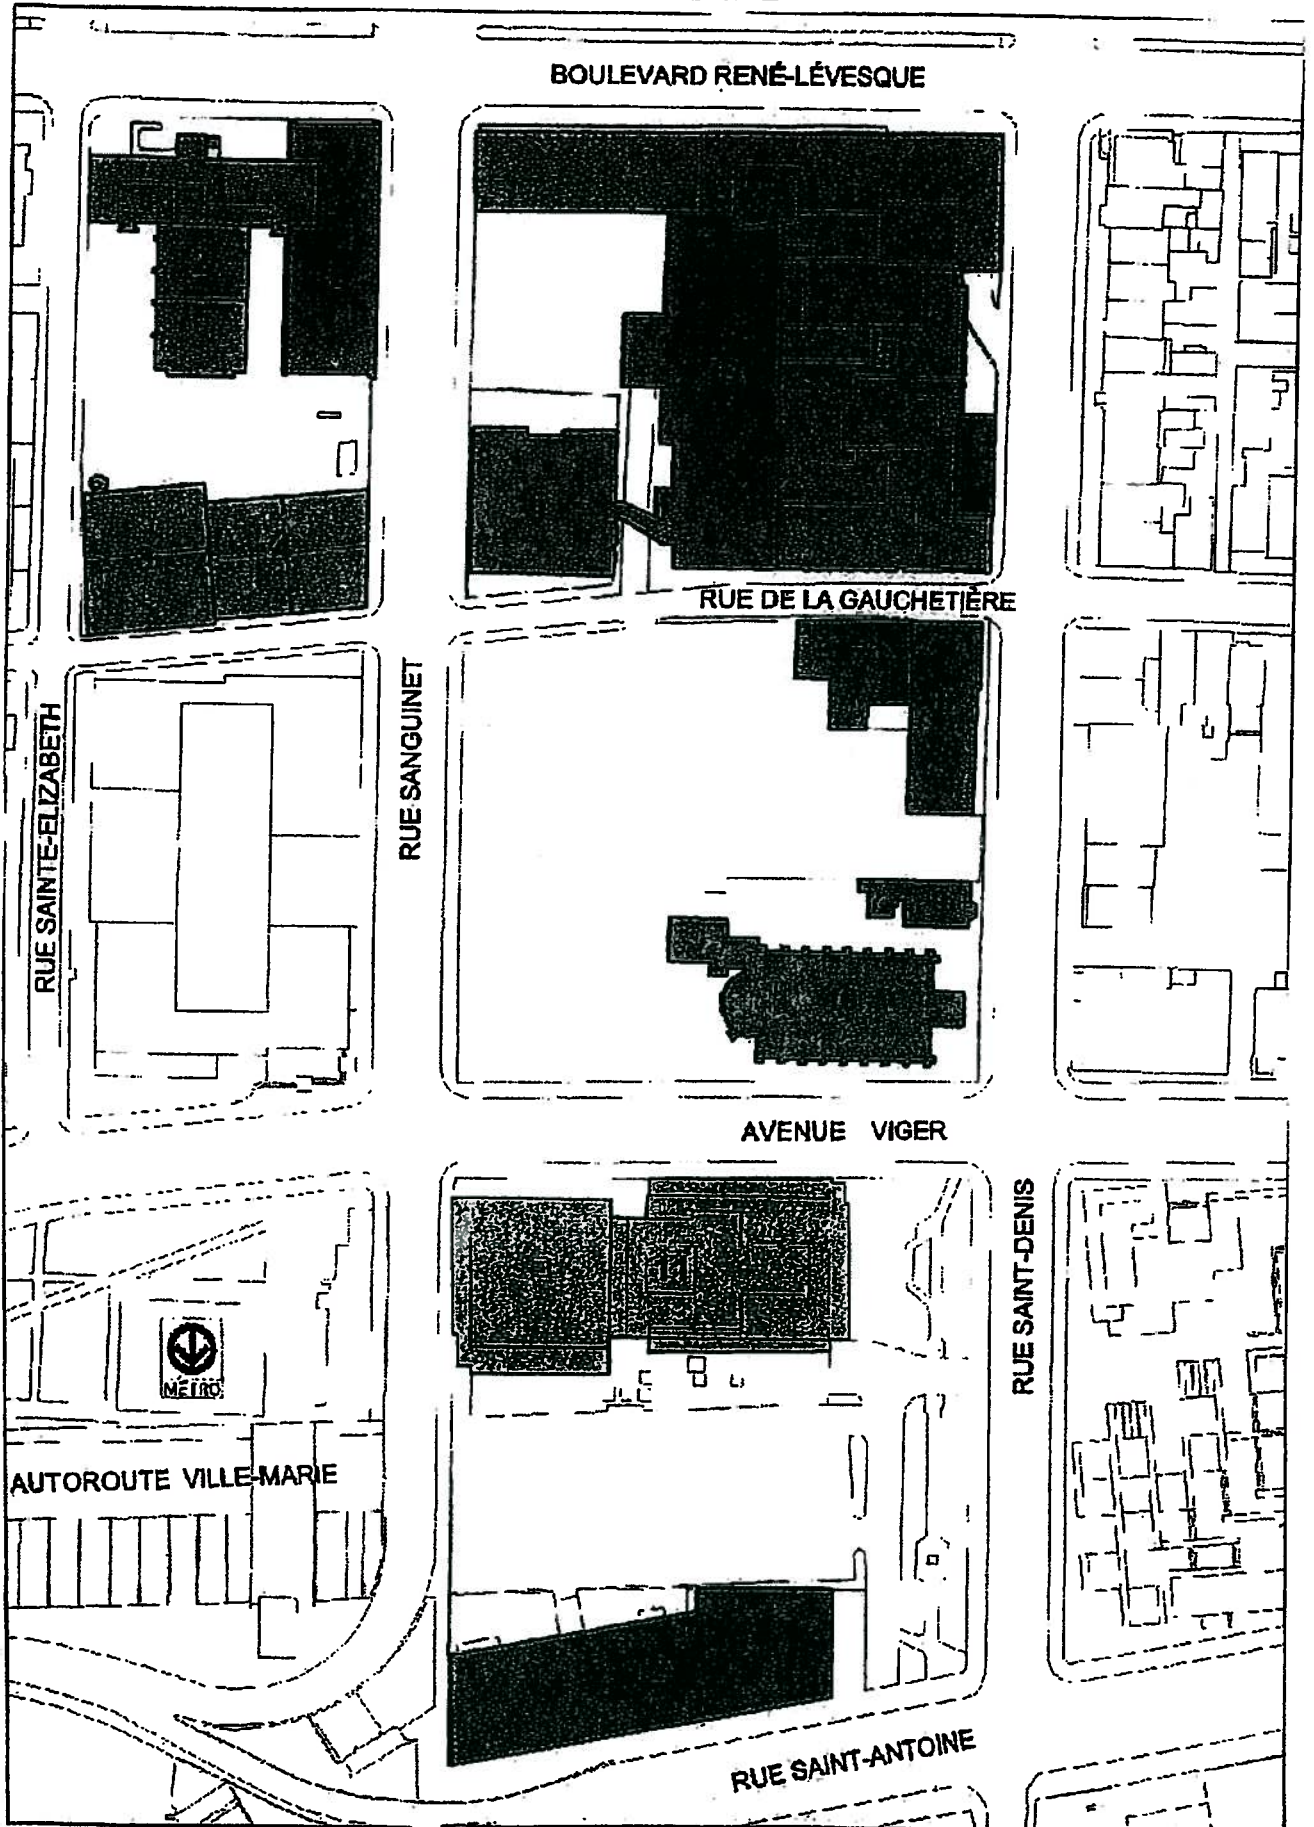 BOULEVARD RENÉ-LÉVESQUE
RUE DE LA GAUCHETIÈRE
RUE SAINTE-ELIZABETH
RUE SANGUINET
AVENUE VIGER
RUE SAINT-DENIS
MÉTRO
AUTOROUTE VILLE-MARIE
RUE SAINT-ANTOINE